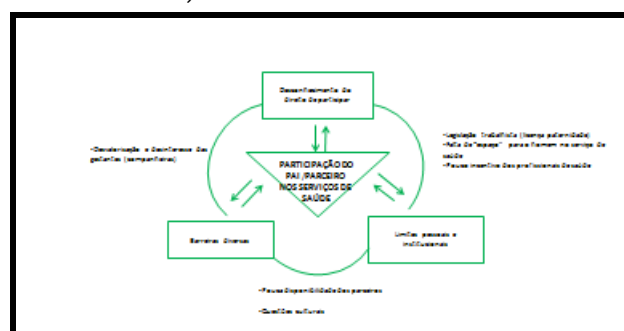 Desconhecimento do
direito de participar
•Desvalorização e desinteresse das
gestantes (companheiras)
•Legislação trabalhista (licença paternidade)
•Falta de "espaço" para o homem no serviço de
saúde
•Pouco incentivo dos profissionais de saúde
PARTICIPAÇÃO DO
PAI /PARCEIRO
NOS SERVIÇOS DE
SAÚDE
Barreiras diversas
Limites pessoais e
institucionais
•Pouca disponibilidade dos parceiros
•Questões culturais